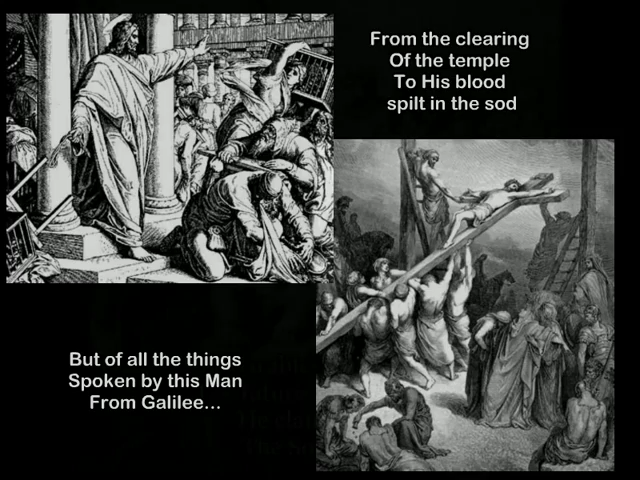 From the clearing
Of the temple
To His blood
spilt in the sod
But of all the things
Spoken by this Man
From Galilee...